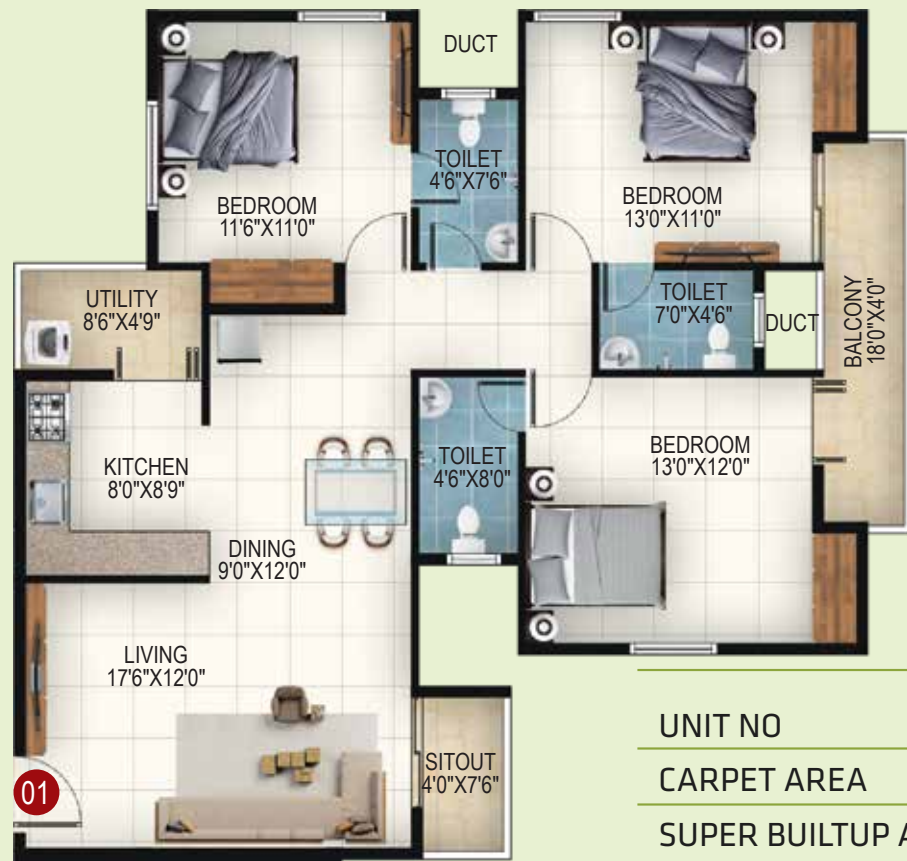 DUCT
TOILET
4'6"X7'6"
BEDROOM
11'6"X11'0"
BEDROOM
13'0"X11'0"
UTILITY
8'6"X4'9"
TOILET
7'0"X4'6"
DUCT
BALCONY
18'0"X4'0"
KITCHEN
8'0"X8'9"
TOILET
4'6"X8'0"
BEDROOM
13'0"X12'0"
DINING
9'0"X12'0"
LIVING
17'6"X12'0"
SITOUT
4'0"X7'6"
01
UNIT NO
CARPET AREA
SUPER BUILTUP A